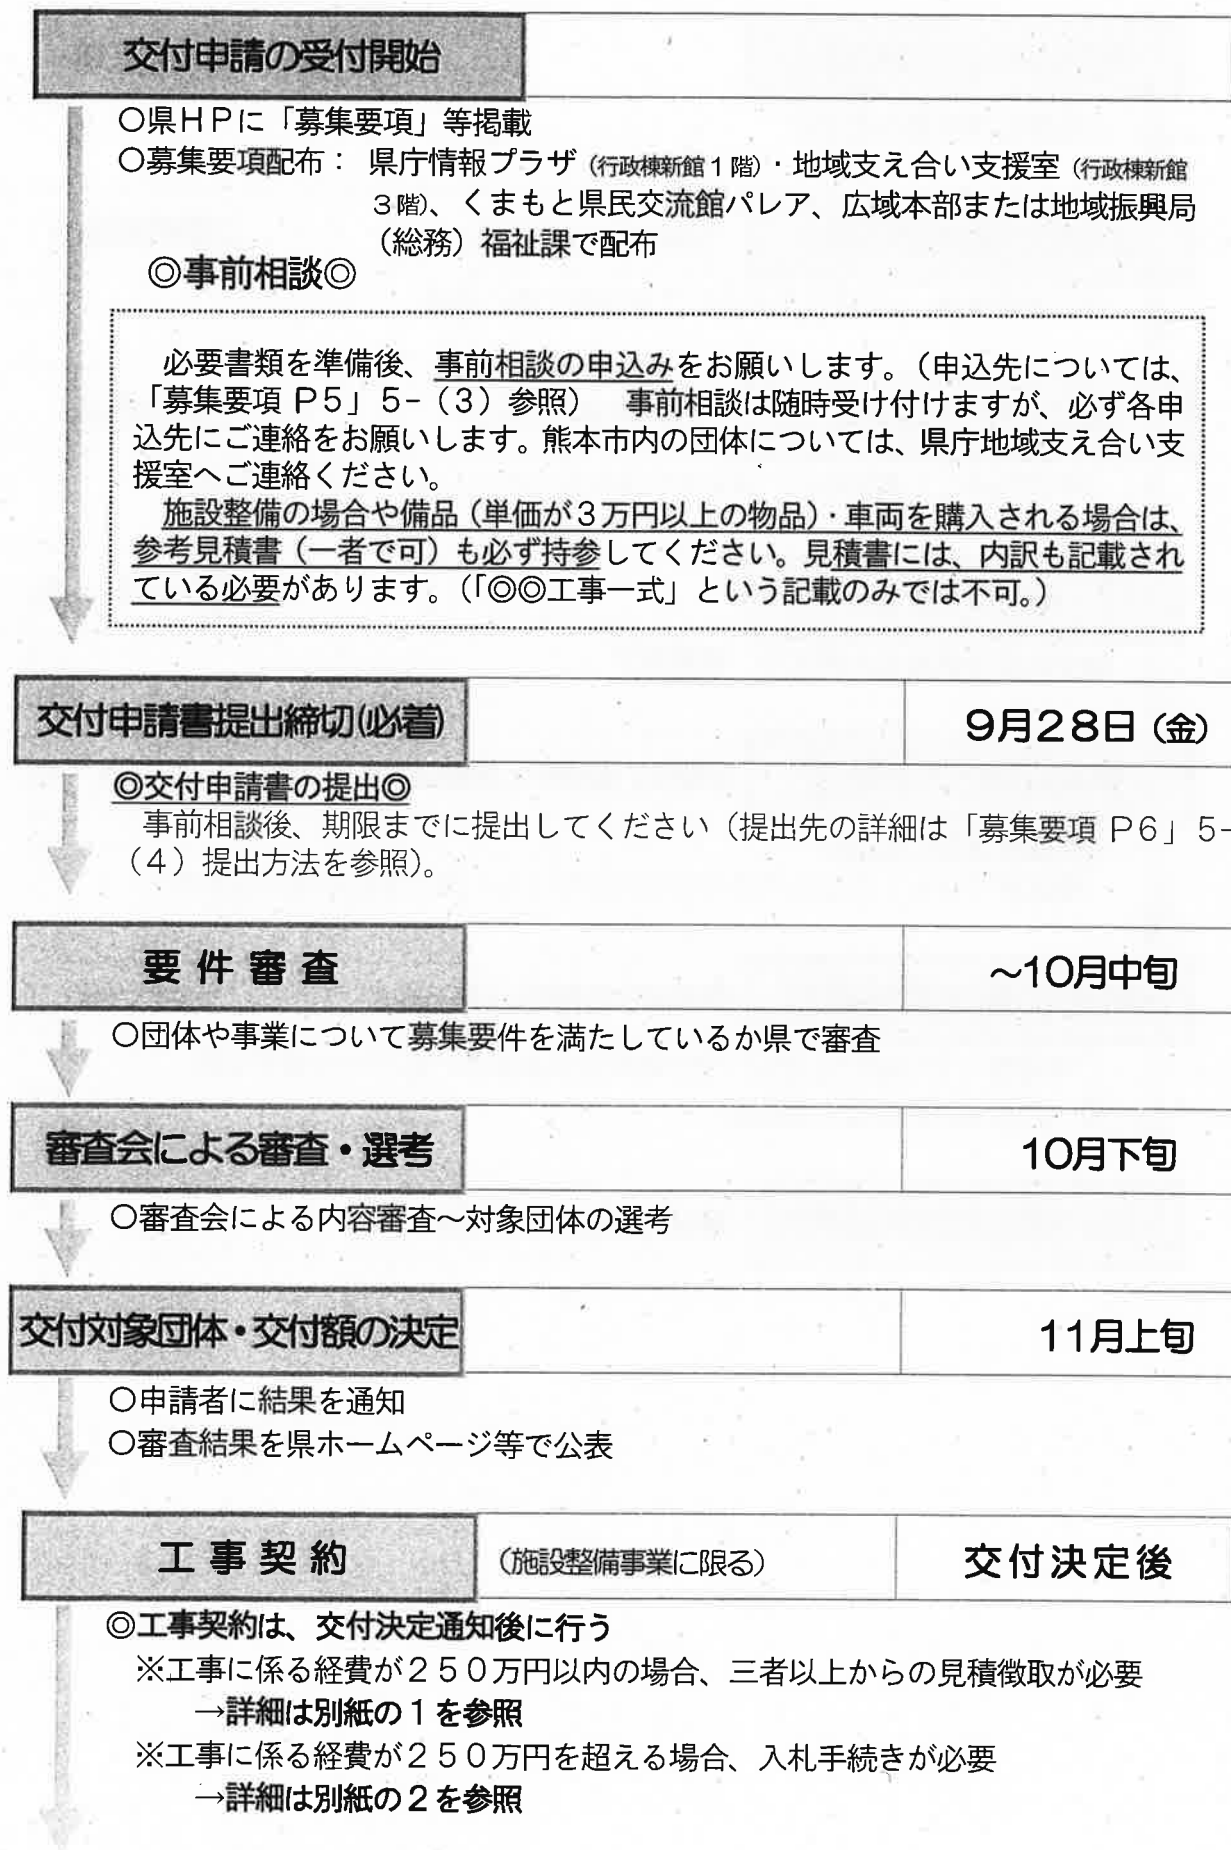 交付申請の受付開始
○県HPに「募集要項」等掲載
○募集要項配布： 県庁情報プラザ（行政棟新館１階）・地域支え合い支援室（行政棟新館
３階）、くまもと県民交流館パレア、広域本部または地域振興局
（総務）福祉課で配布
◎事前相談◎
必要書類を準備後、事前相談の申込みをお願いします。（申込先については、
「募集要項 P5」5-（3）参照）　事前相談は随時受け付けますが、必ず各申
込先にご連絡をお願いします。熊本市内の団体については、県庁地域支え合い支
援室へご連絡ください。
施設整備の場合や備品（単価が３万円以上の物品）・車両を購入される場合は、
参考見積書（一者で可）も必ず持参してください。見積書には、内訳も記載され
ている必要があります。（「◎◎工事一式」という記載のみでは不可。）
交付申請書提出締切(必着) 9月28日（金）
◎交付申請書の提出◎
事前相談後、期限までに提出してください（提出先の詳細は「募集要項 P6」5-
（4）提出方法を参照）。
要件審査 ～10月中旬
○団体や事業について募集要件を満たしているか県で審査
審査会による審査・選考 10月下旬
○審査会による内容審査～対象団体の選考
交付対象団体・交付額の決定 11月上旬
○申請者に結果を通知
○審査結果を県ホームページ等で公表
工事契約 （施設整備事業に限る） 交付決定後
◎工事契約は、交付決定通知後に行う
※工事に係る経費が２５０万円以内の場合、三者以上からの見積徴取が必要
→詳細は別紙の１を参照
※工事に係る経費が２５０万円を超える場合、入札手続きが必要
→詳細は別紙の２を参照